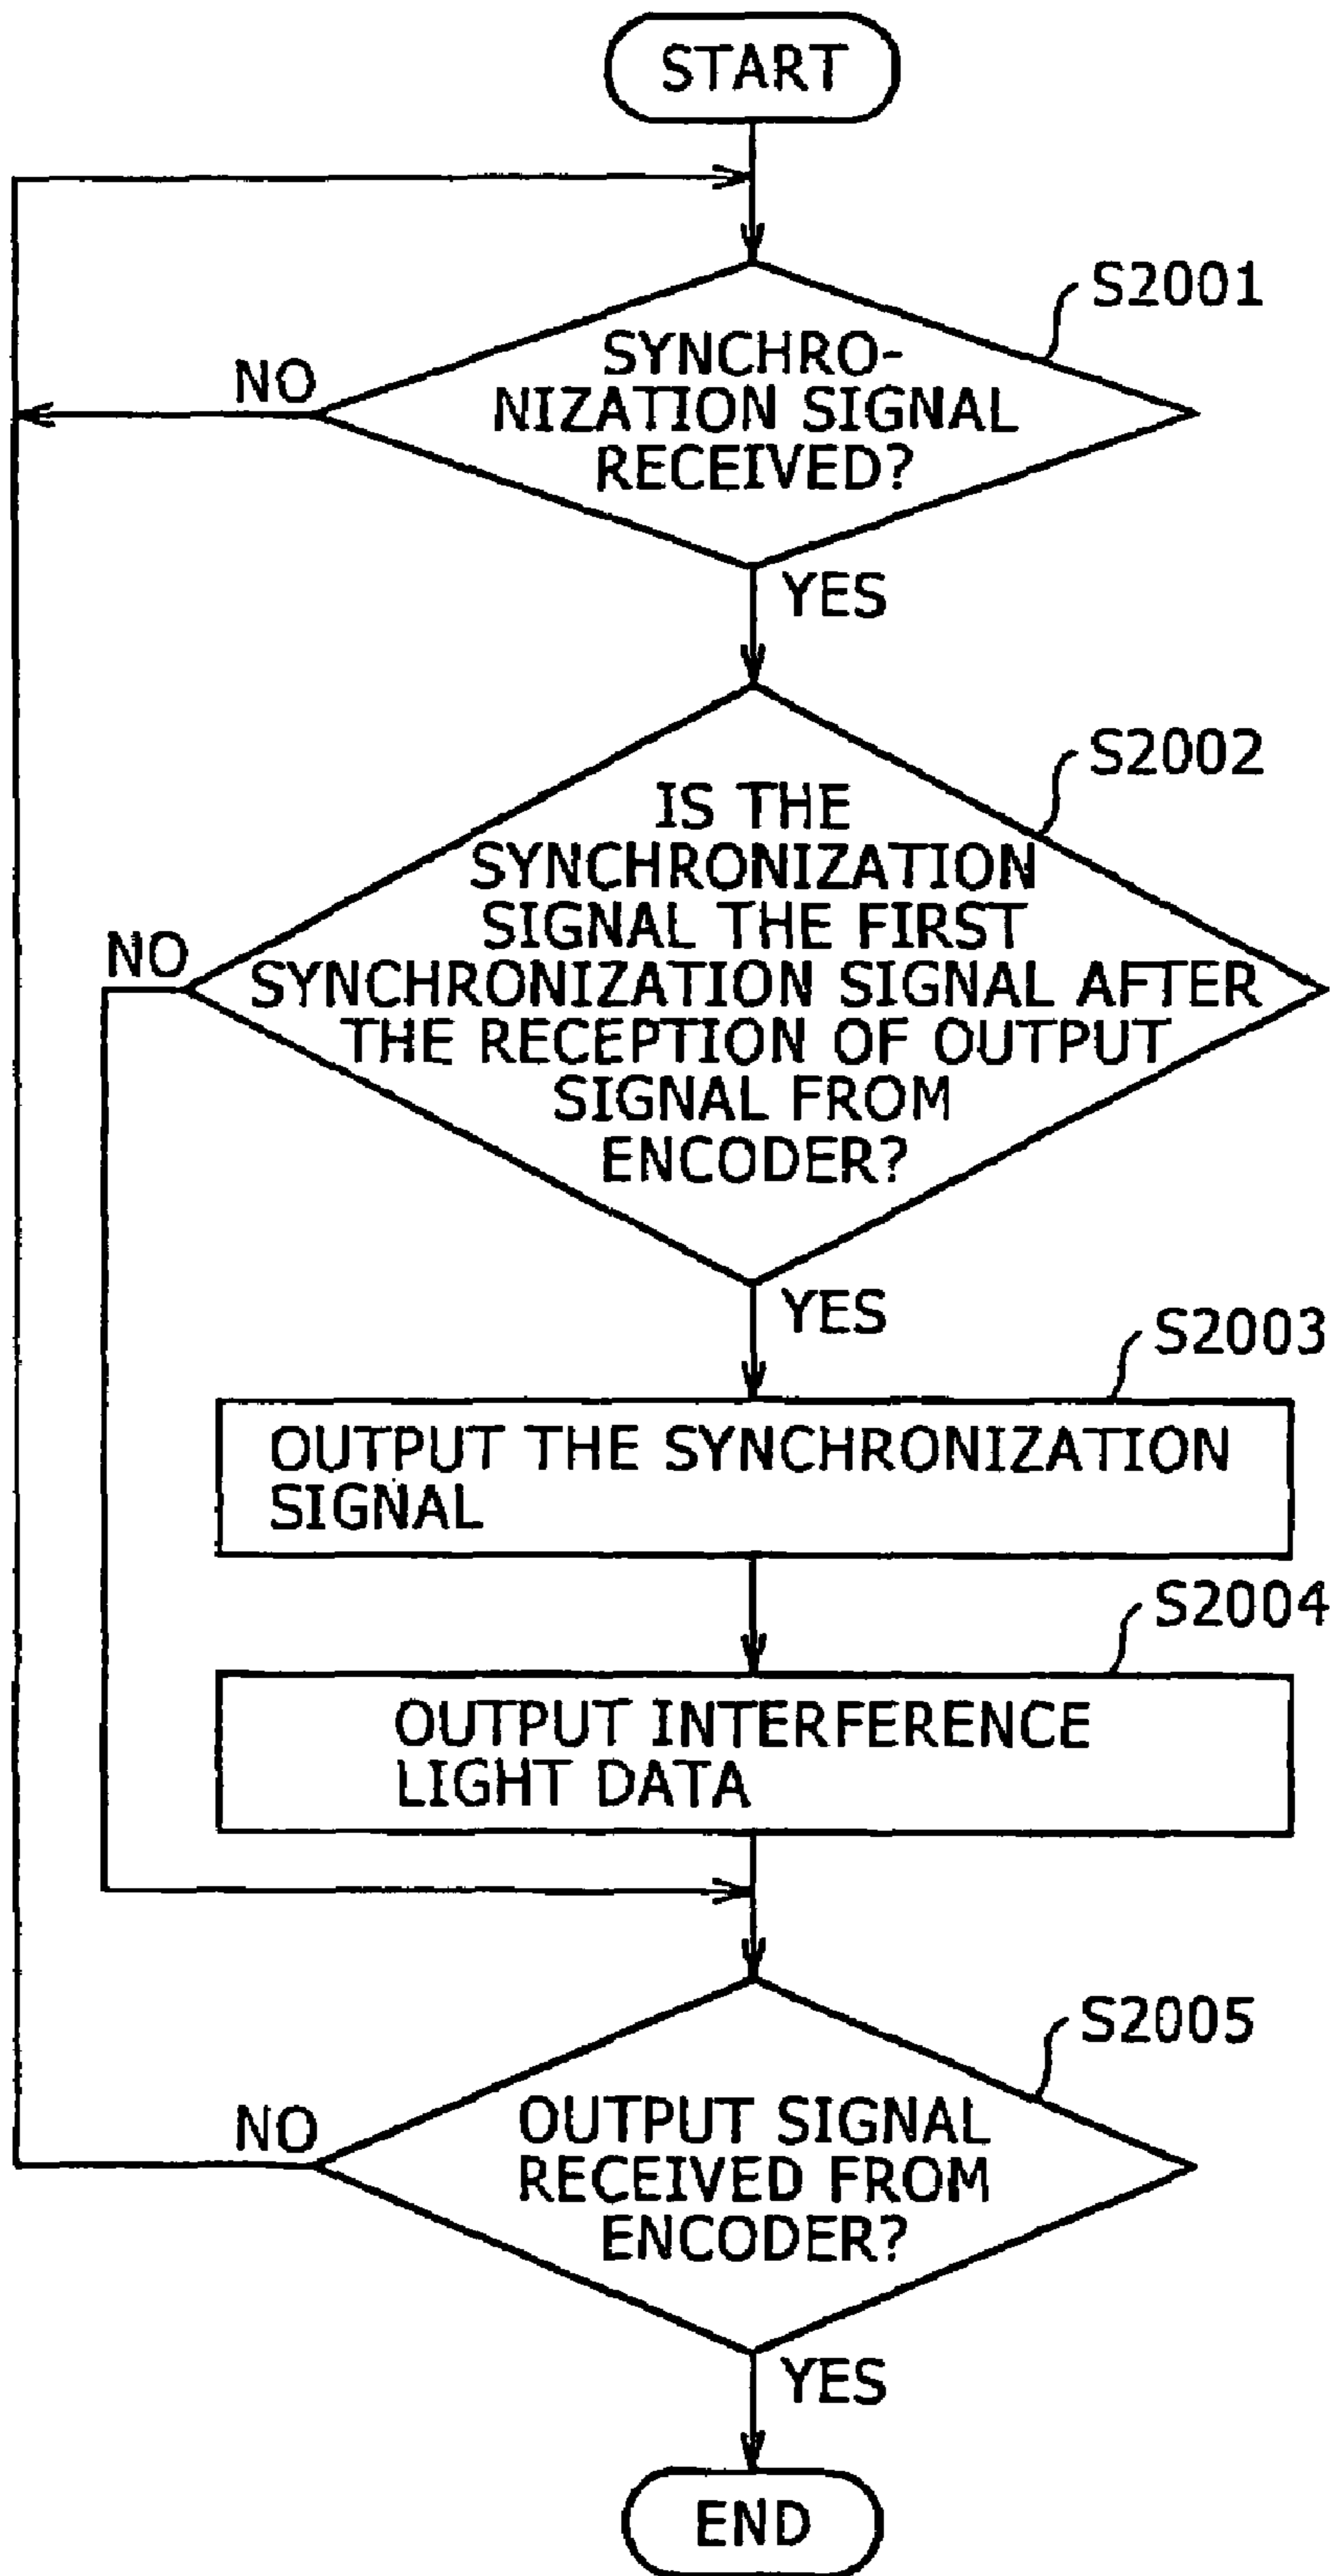 START
S2001
SYNCHRO-
NIZATION SIGNAL
RECEIVED?
NO
YES
S2002
IS THE
SYNCHRONIZATION
SIGNAL THE FIRST
SYNCHRONIZATION SIGNAL AFTER
THE RECEPTION OF OUTPUT
SIGNAL FROM
ENCODER?
NO
YES
S2003
OUTPUT THE SYNCHRONIZATION
SIGNAL
S2004
OUTPUT INTERFERENCE
LIGHT DATA
S2005
OUTPUT SIGNAL
RECEIVED FROM
ENCODER?
NO
YES
END